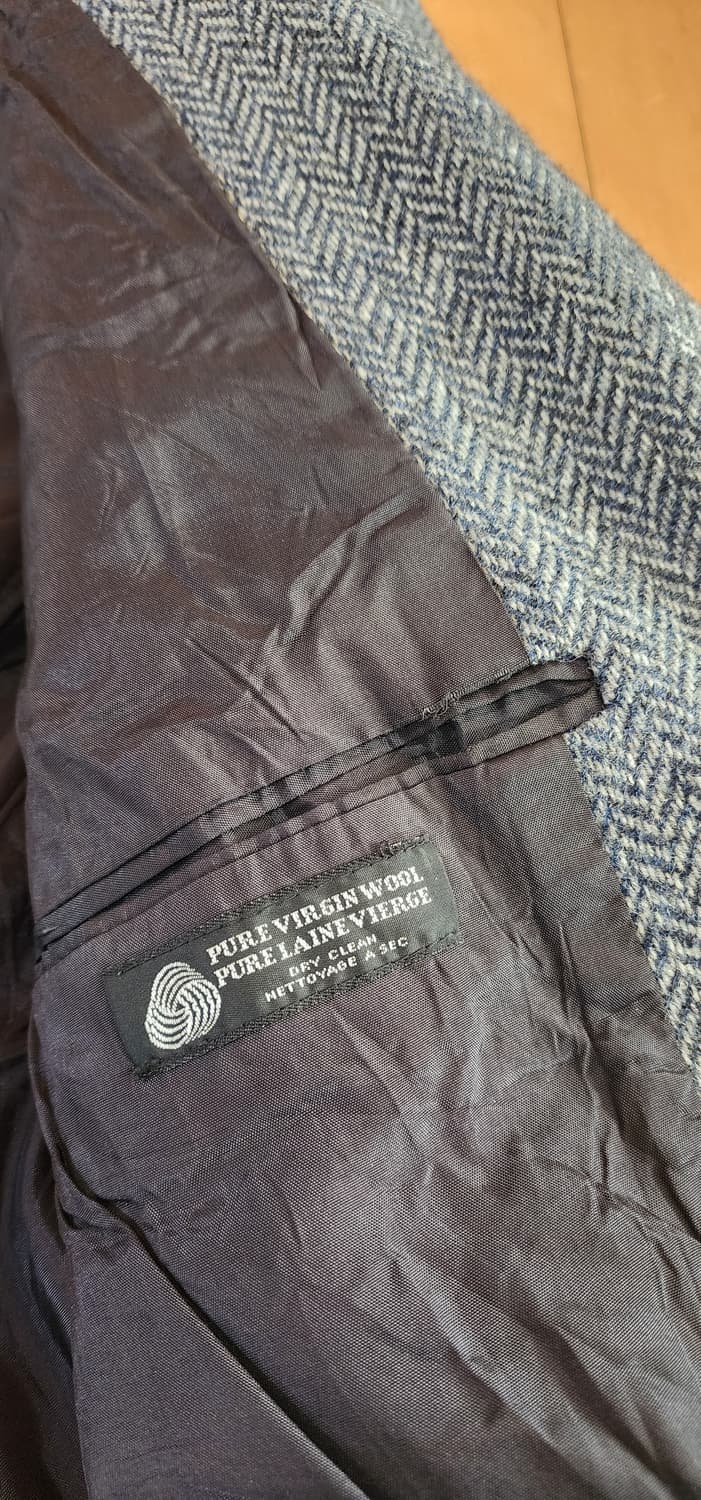 PURE VIRGIN WOOL
PURE LAINE VIERGE
DRY CLEAN
NETTOYAGE A SEC